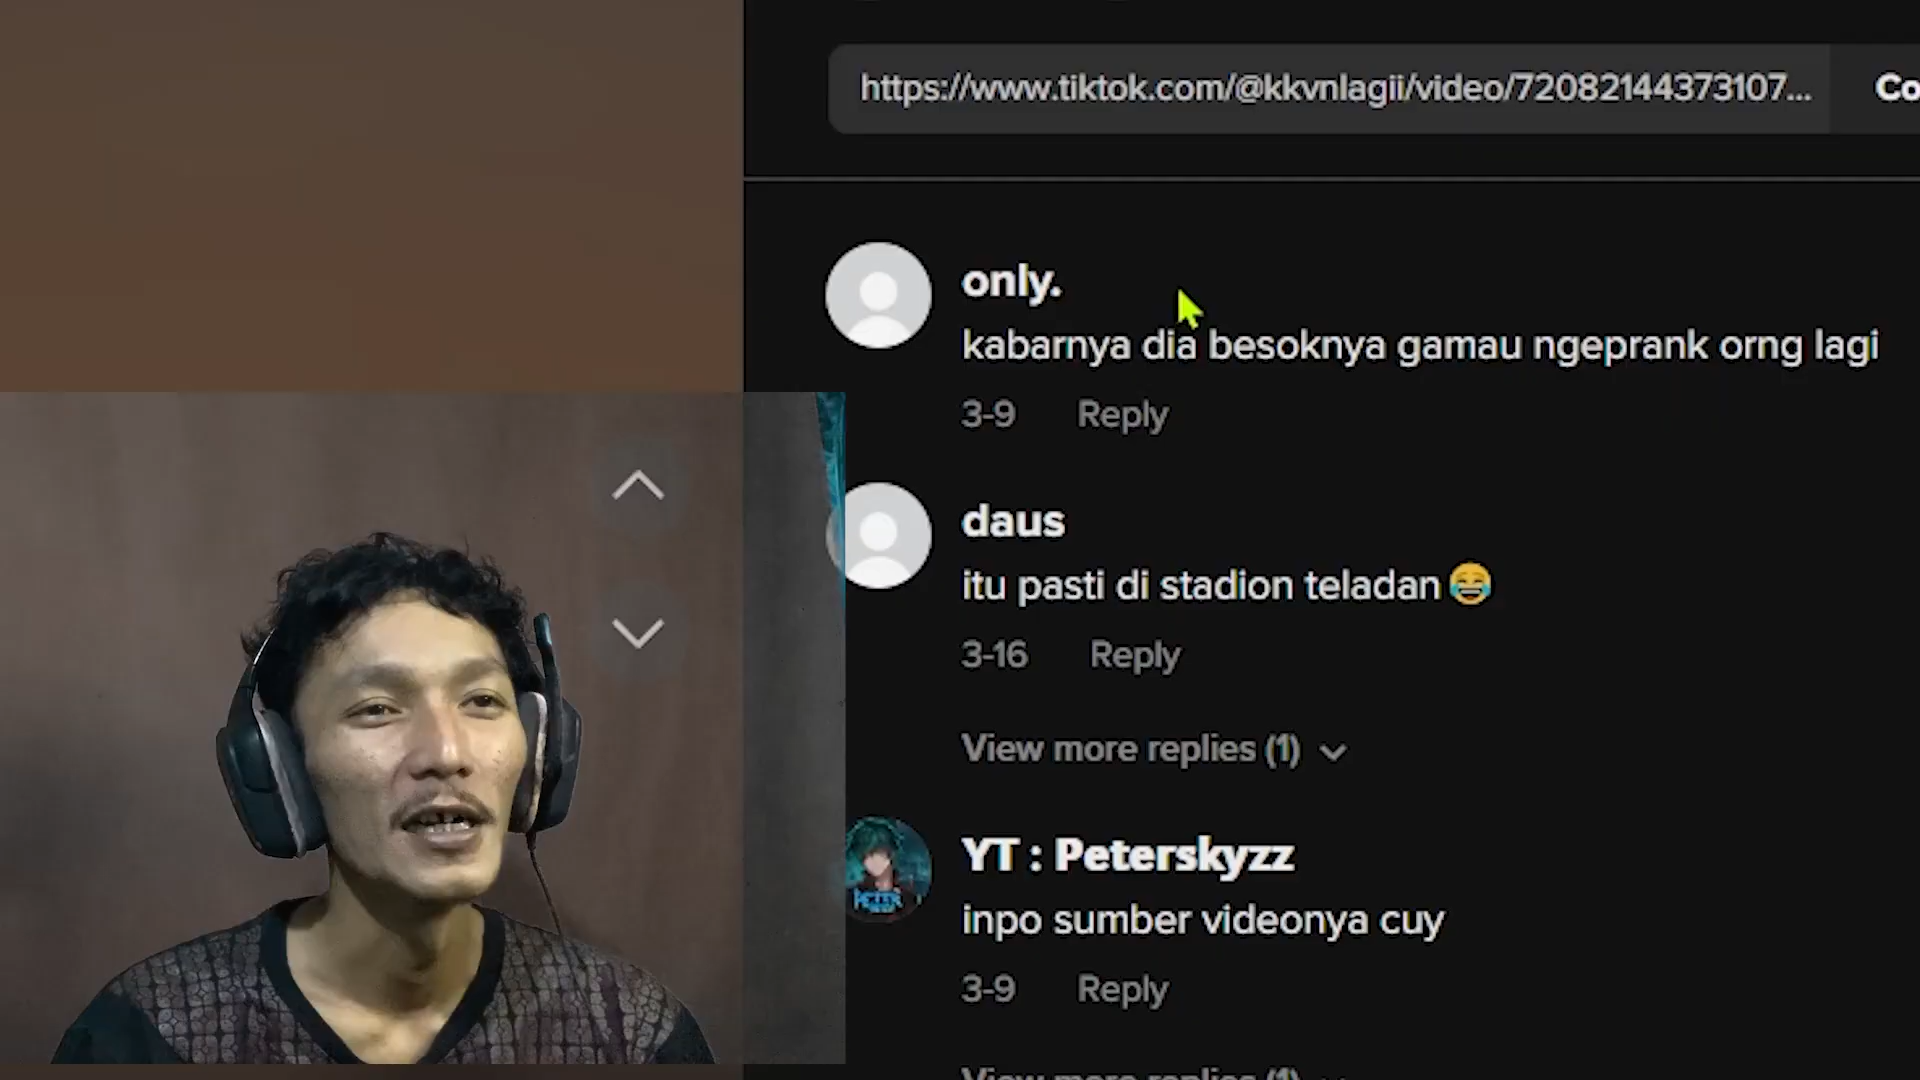 https://www.tiktok.com/@kkvnlagii/video/72082144373107...
Co
only.
kabarnya dia besoknya gamau ngeprank orng lagi
3-9 Reply
daus
itu pasti di stadion teladan😂
3-16 Reply
View more replies (1)
YT : Peterskyzz
inpo sumber videonya cuy
3-9 Reply
View more replies (1)